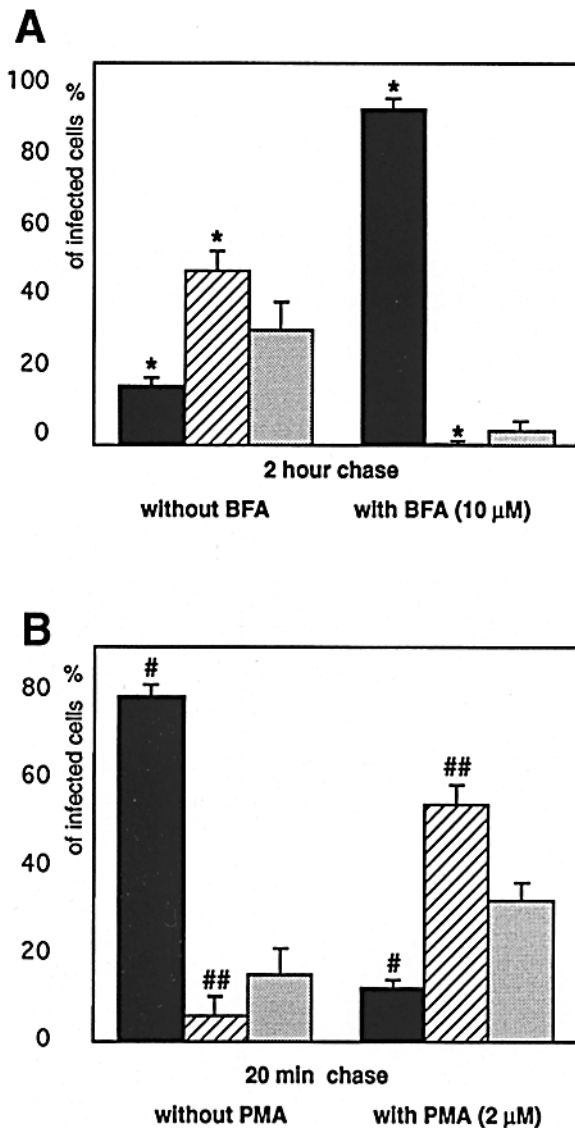 A
%
of infected cells
100
80
60
40
20
0
*
*
*
*
2 hour chase
without BFA with BFA (10 μM)
B
%
of infected cells
80
60
40
20
0
#
##
##
#
20 min chase
without PMA with PMA (2 μM)